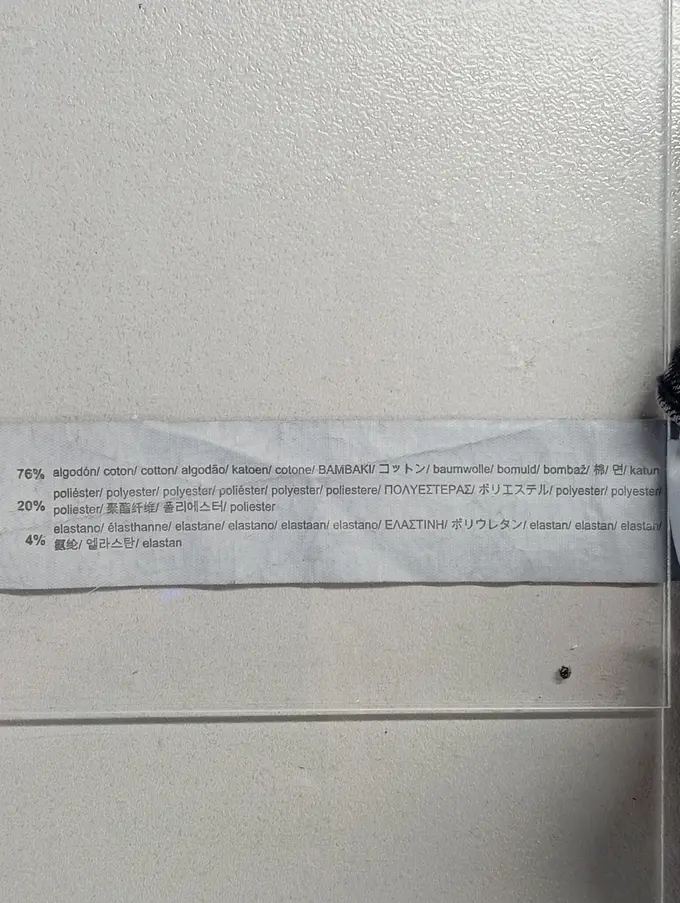 76% algodón/ coton/ cotton/ algodão/ katoen/ cotone/ BAMBAKI/ コットン/ baumwolle/ bomuld/ bombaž/ 棉/ 면/ katun
poliéster/ polyester/ polyester/ poliéster/ polyester/ poliestere/ ΠΟΛΥΕΣΤΕΡΑΣ/ ポリエステル/ polyester/ polyester/
20% poliester/ 聚酯纤维/ 폴리에스터/ poliester
elastano/ élasthanne/ elastane/ elastano/ elastaan/ elastano/ ΕΛΑΣΤΙΝΗ/ ポリウレタン/ elastan/ elastan/ elastan/
4% 氨纶/ 엘라스탄/ elastan